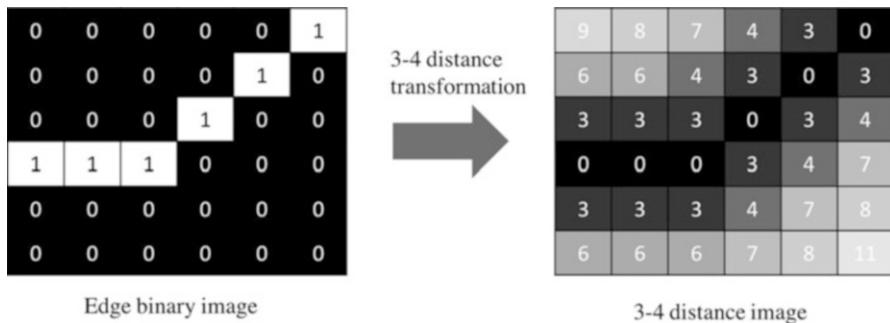 0 0 0 0 0 1
0 0 0 0 1 0
0 0 0 1 0 0
1 1 1 0 0 0
0 0 0 0 0 0
0 0 0 0 0 0
Edge binary image
3-4 distance
transformation
9 8 7 4 3 0
6 6 4 3 0 3
3 3 3 0 3 4
0 0 0 3 4 7
3 3 3 4 7 8
6 6 6 7 8 11
3-4 distance image